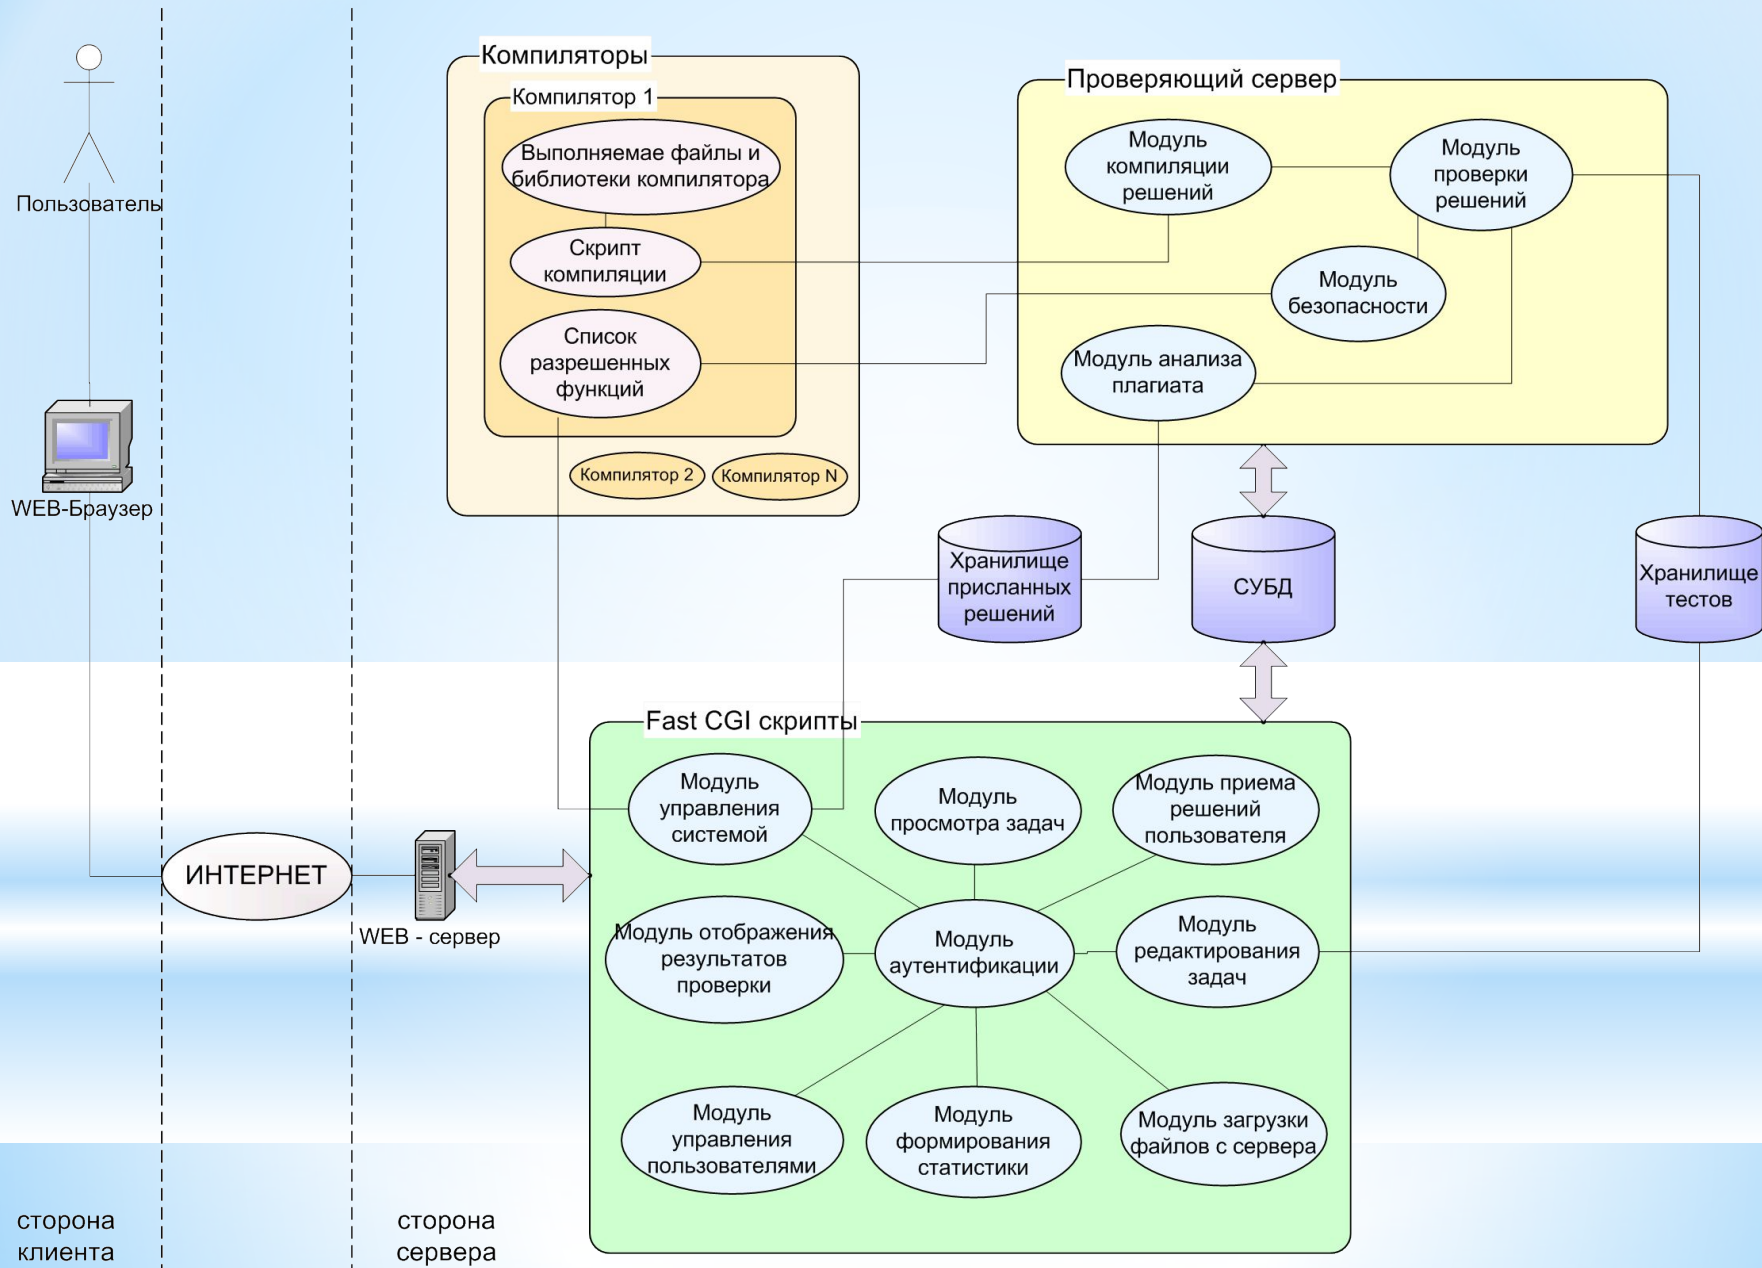 Пользователь
WEB-Браузер
Компиляторы
Компилятор 1
Выполняемае файлы и
библиотеки компилятора
Скрипт
компиляции
Список
разрешенных
функций
Компилятор 2
Компилятор N
Проверяющий сервер
Модуль
компиляции
решений
Модуль
проверки
решений
Модуль
безопасности
Модуль анализа
плагиата
Хранилище
присланных
решений
СУБД
Хранилище
тестов
ИНТЕРНЕТ
WEB - сервер
Fast CGI скрипты
Модуль
управления
системой
Модуль
просмотра задач
Модуль приема
решений
пользователя
Модуль отображения
результатов
проверки
Модуль
аутентификации
Модуль
редактирования
задач
Модуль
управления
пользователями
Модуль
формирования
статистики
Модуль загрузки
файлов с сервера
сторона
клиента
сторона
сервера